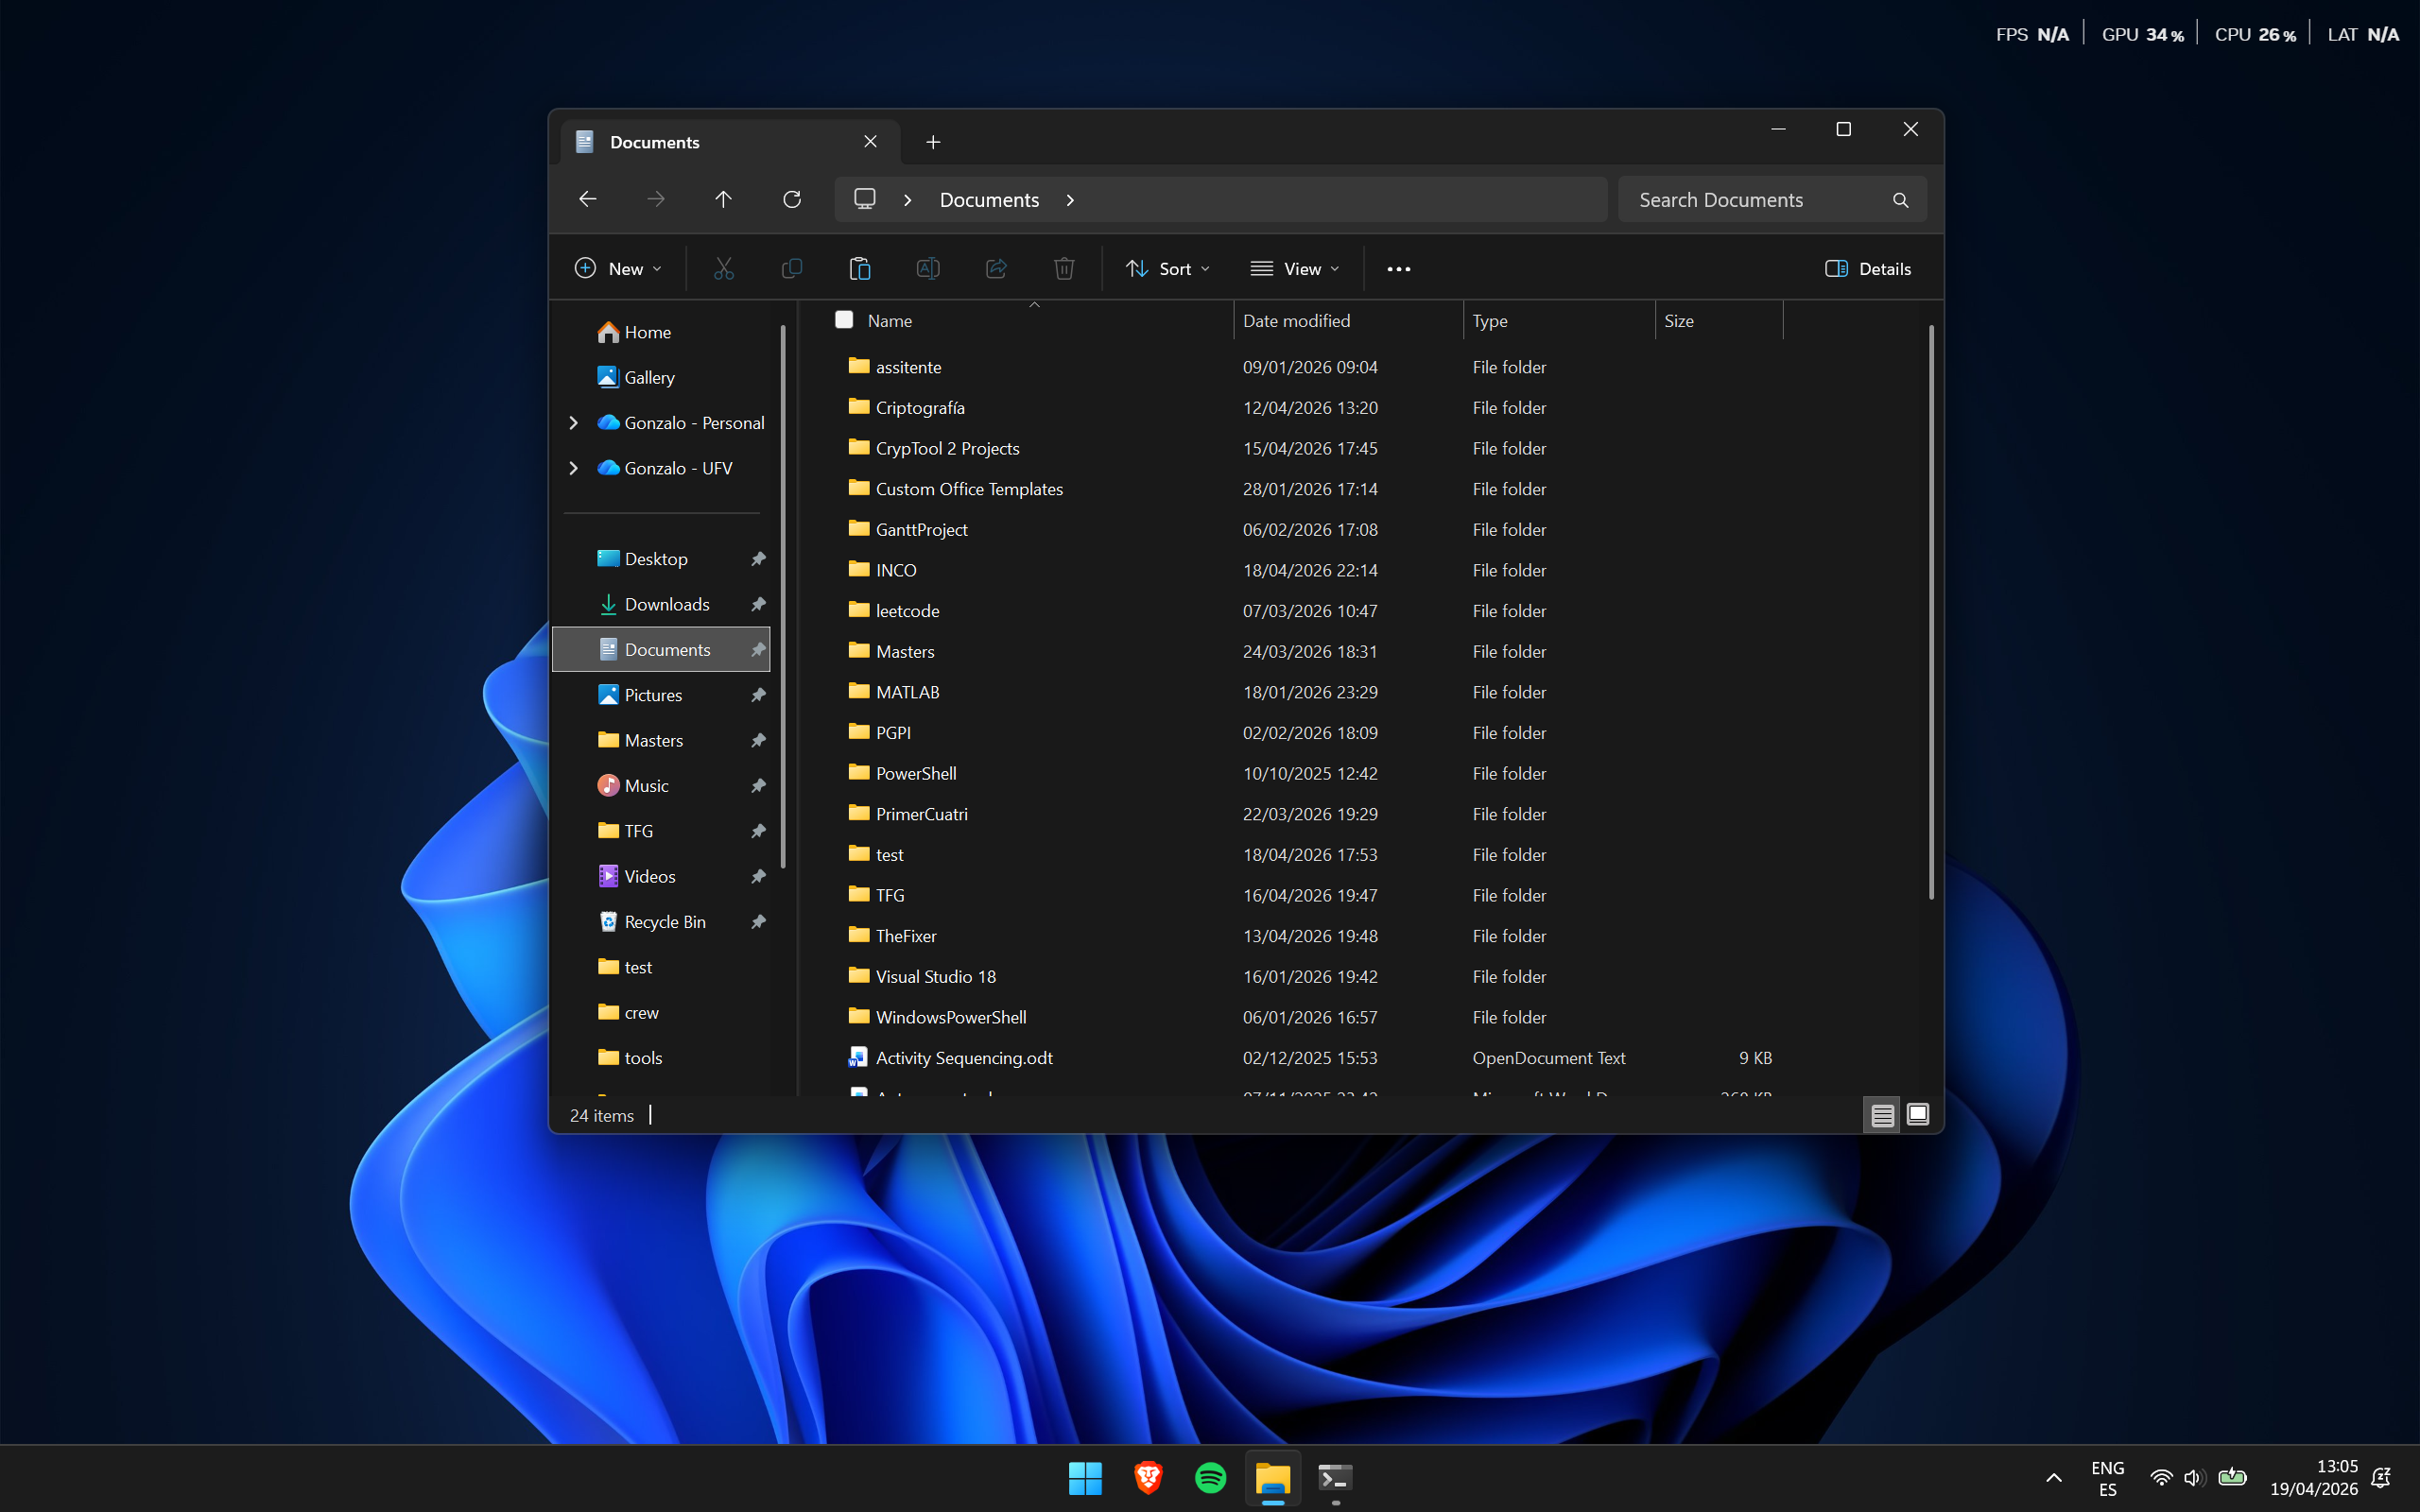 FPS N/A | GPU 34 % | CPU 26 % | LAT N/A
Documents
Documents
Search Documents
New
Sort
View
Details
Home
Gallery
Gonzalo - Personal
Gonzalo - UFV
Desktop
Downloads
Documents
Pictures
Masters
Music
TFG
Videos
Recycle Bin
test
crew
tools
Name Date modified Type Size
assitente 09/01/2026 09:04 File folder
Criptografía 12/04/2026 13:20 File folder
CrypTool 2 Projects 15/04/2026 17:45 File folder
Custom Office Templates 28/01/2026 17:14 File folder
GanttProject 06/02/2026 17:08 File folder
INCO 18/04/2026 22:14 File folder
leetcode 07/03/2026 10:47 File folder
Masters 24/03/2026 18:31 File folder
MATLAB 18/01/2026 23:29 File folder
PGPI 02/02/2026 18:09 File folder
PowerShell 10/10/2025 12:42 File folder
PrimerCuatri 22/03/2026 19:29 File folder
test 18/04/2026 17:53 File folder
TFG 16/04/2026 19:47 File folder
TheFixer 13/04/2026 19:48 File folder
Visual Studio 18 16/01/2026 19:42 File folder
WindowsPowerShell 06/01/2026 16:57 File folder
Activity Sequencing.odt 02/12/2025 15:53 OpenDocument Text 9 KB
24 items
ENG
ES
13:05
19/04/2026